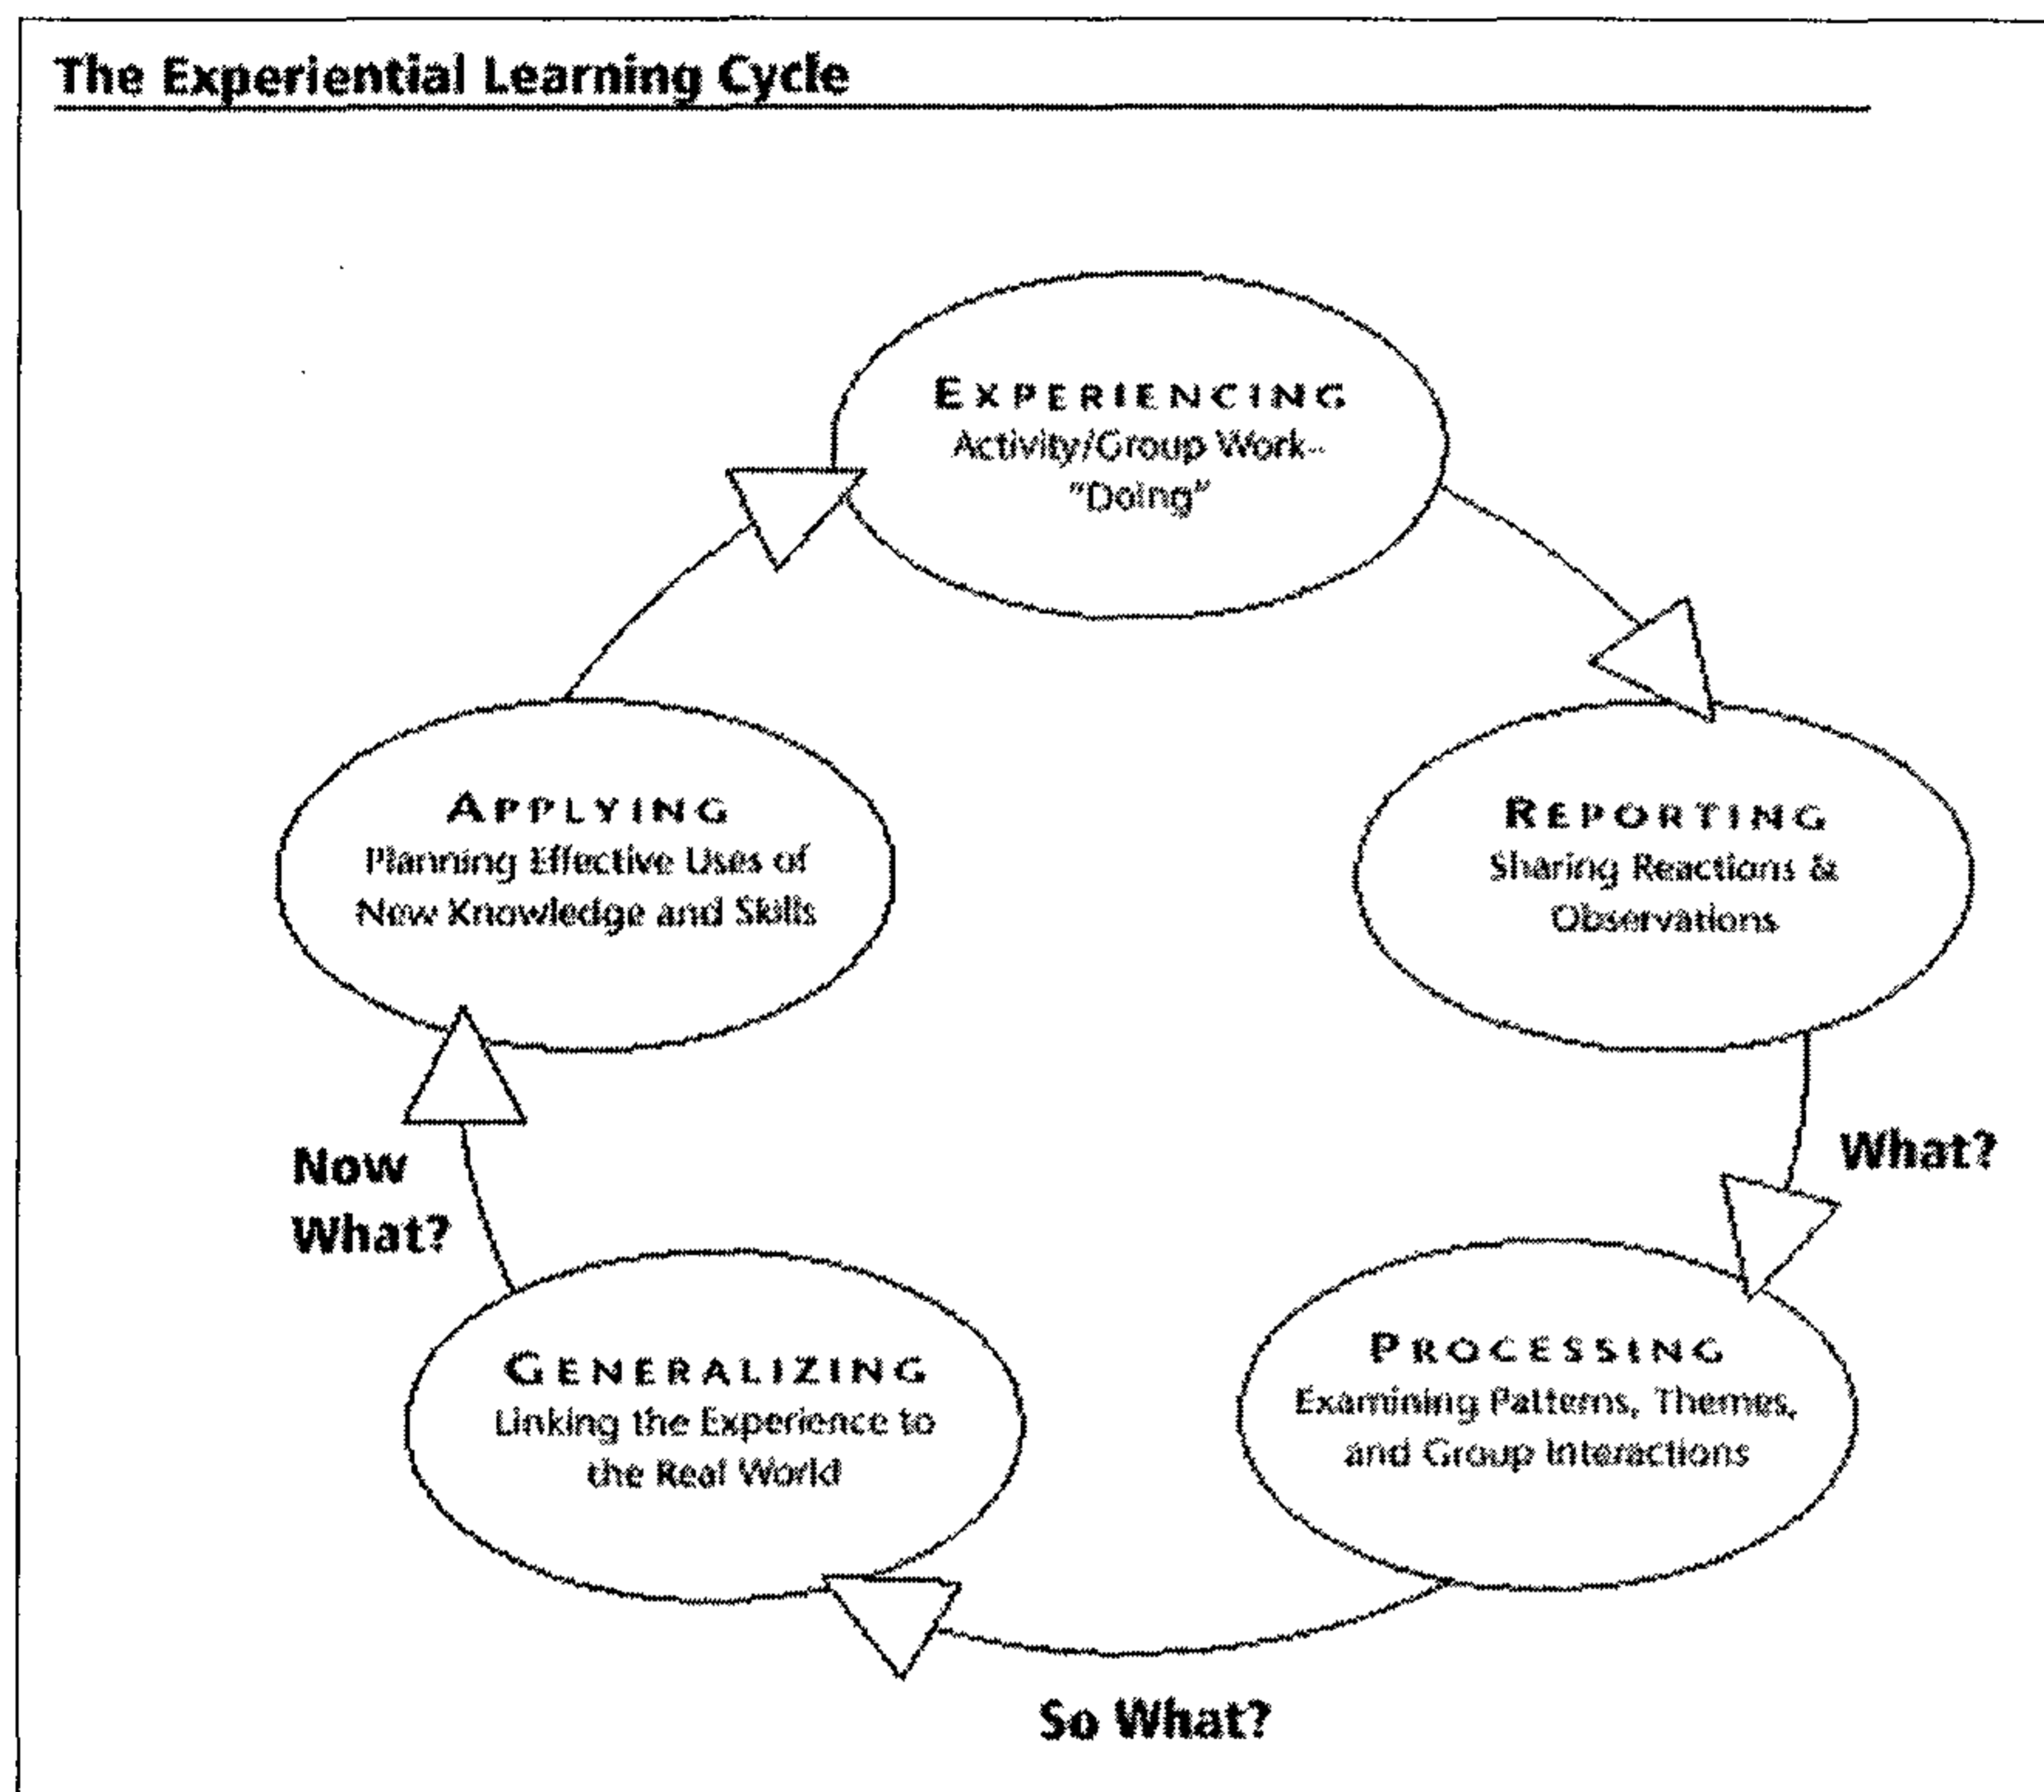 The Experiential Learning Cycle
EXPERIENCING
Activity/Group Work--
"Doing"
REPORTING
Sharing Reactions &
Observations
What?
PROCESSING
Examining Patterns, Themes,
and Group Interactions
So What?
GENERALIZING
Linking the Experience to
the Real World
Now
What?
APPLYING
Planning Effective Uses of
New Knowledge and Skills